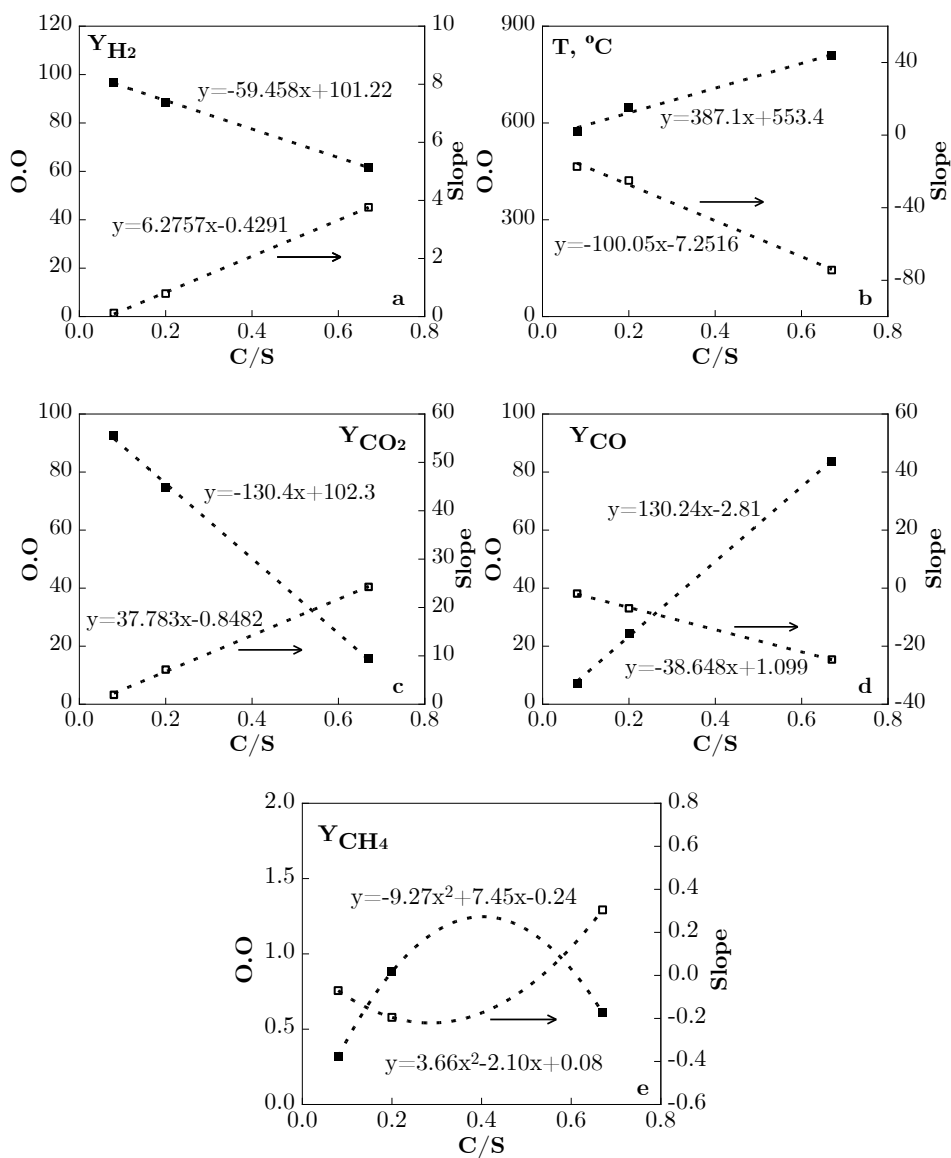 Y_H2
y=-59.458x+101.22
y=6.2757x-0.4291
a
120
100
80
60
40
20
0
10
8
6
4
2
0
0.0 0.2 0.4 0.6 0.8
O.O
Slope
C/S
T, °C
y=387.1x+553.4
y=-100.05x-7.2516
b
900
600
300
0
40
0
-40
-80
0.0 0.2 0.4 0.6 0.8
O.O
Slope
C/S
Y_CO2
y=-130.4x+102.3
y=37.783x-0.8482
c
100
80
60
40
20
0
60
50
40
30
20
10
0
0.0 0.2 0.4 0.6 0.8
O.O
Slope
C/S
Y_CO
y=130.24x-2.81
y=-38.648x+1.099
d
100
80
60
40
20
0
60
40
20
0
-20
-40
0.0 0.2 0.4 0.6 0.8
O.O
Slope
C/S
Y_CH4
y=-9.27x²+7.45x-0.24
y=3.66x²-2.10x+0.08
e
2.0
1.5
1.0
0.5
0.0
0.8
0.4
0.2
0.0
-0.2
-0.4
-0.6
0.0 0.2 0.4 0.6 0.8
O.O
Slope
C/S